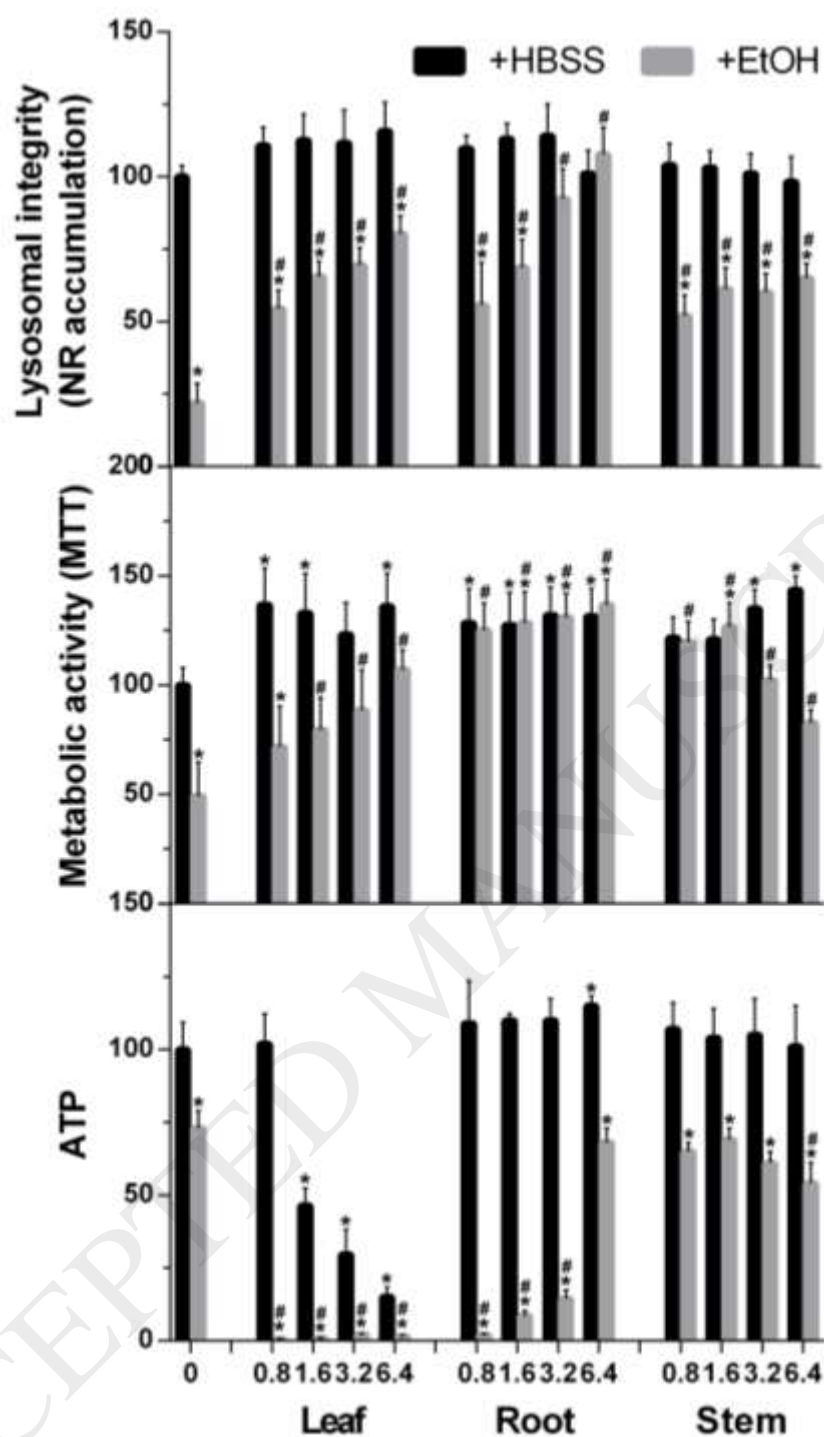 +HBSS +EtOH
Lysosomal integrity
(NR accumulation)
150
100
50
200
* #* #* #* #* #* #* # # #* #* #* #*
Metabolic activity (MTT)
150
100
50
150
* * * * # # * # * # * #* * #* * #* # #* * # * #
ATP
100
50
0
* #* * #* * #* * #* #* #* #* * * * * * #*
0 0.8 1.6 3.2 6.4 0.8 1.6 3.2 6.4 0.8 1.6 3.2 6.4
Leaf Root Stem
CEPTED MANUSCR